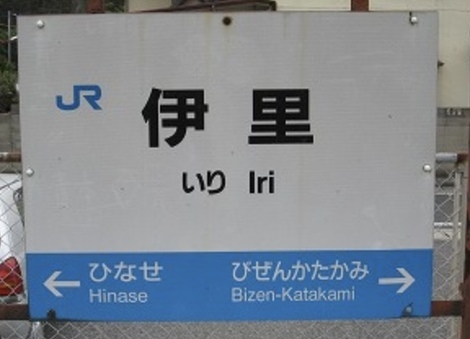 JR
伊里
いり Iri
← ひなせ びぜんかたかみ →
Hinase Bizen-Katakami